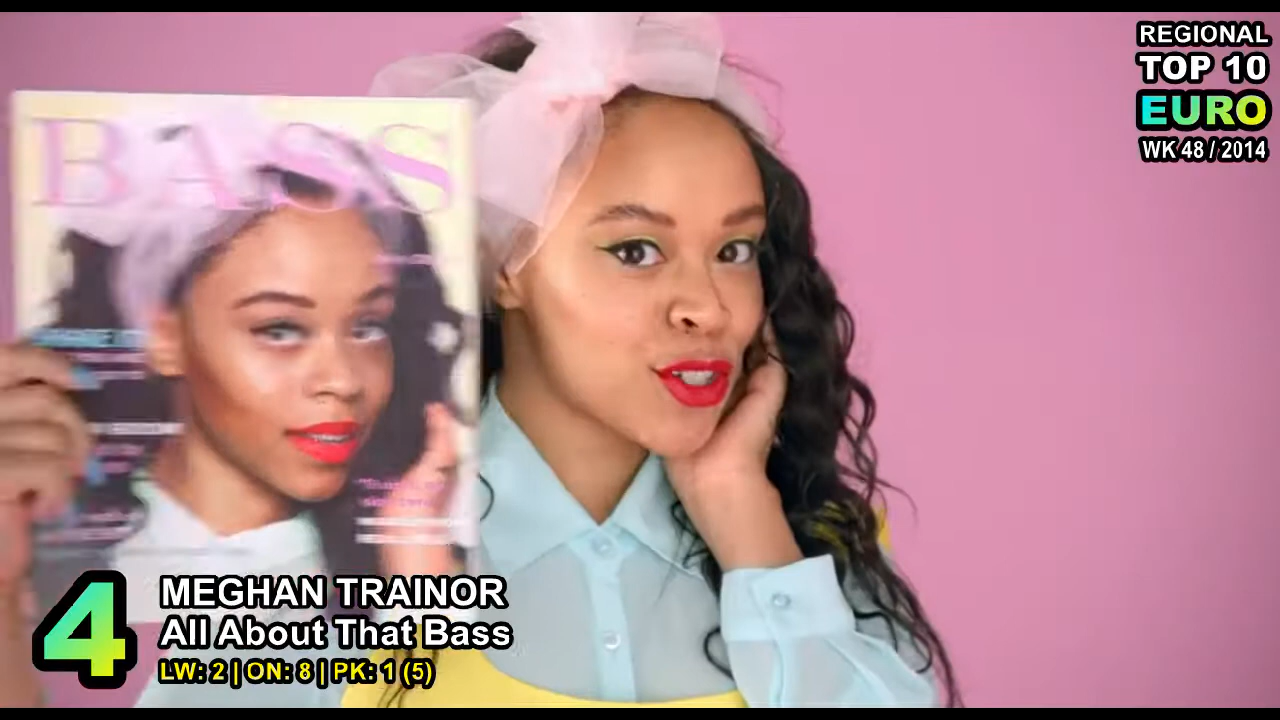 REGIONAL
TOP 10
EURO
WK 48 / 2014
BASS
4
MEGHAN TRAINOR
All About That Bass
LW: 2 | ON: 8 | PK: 1 (5)